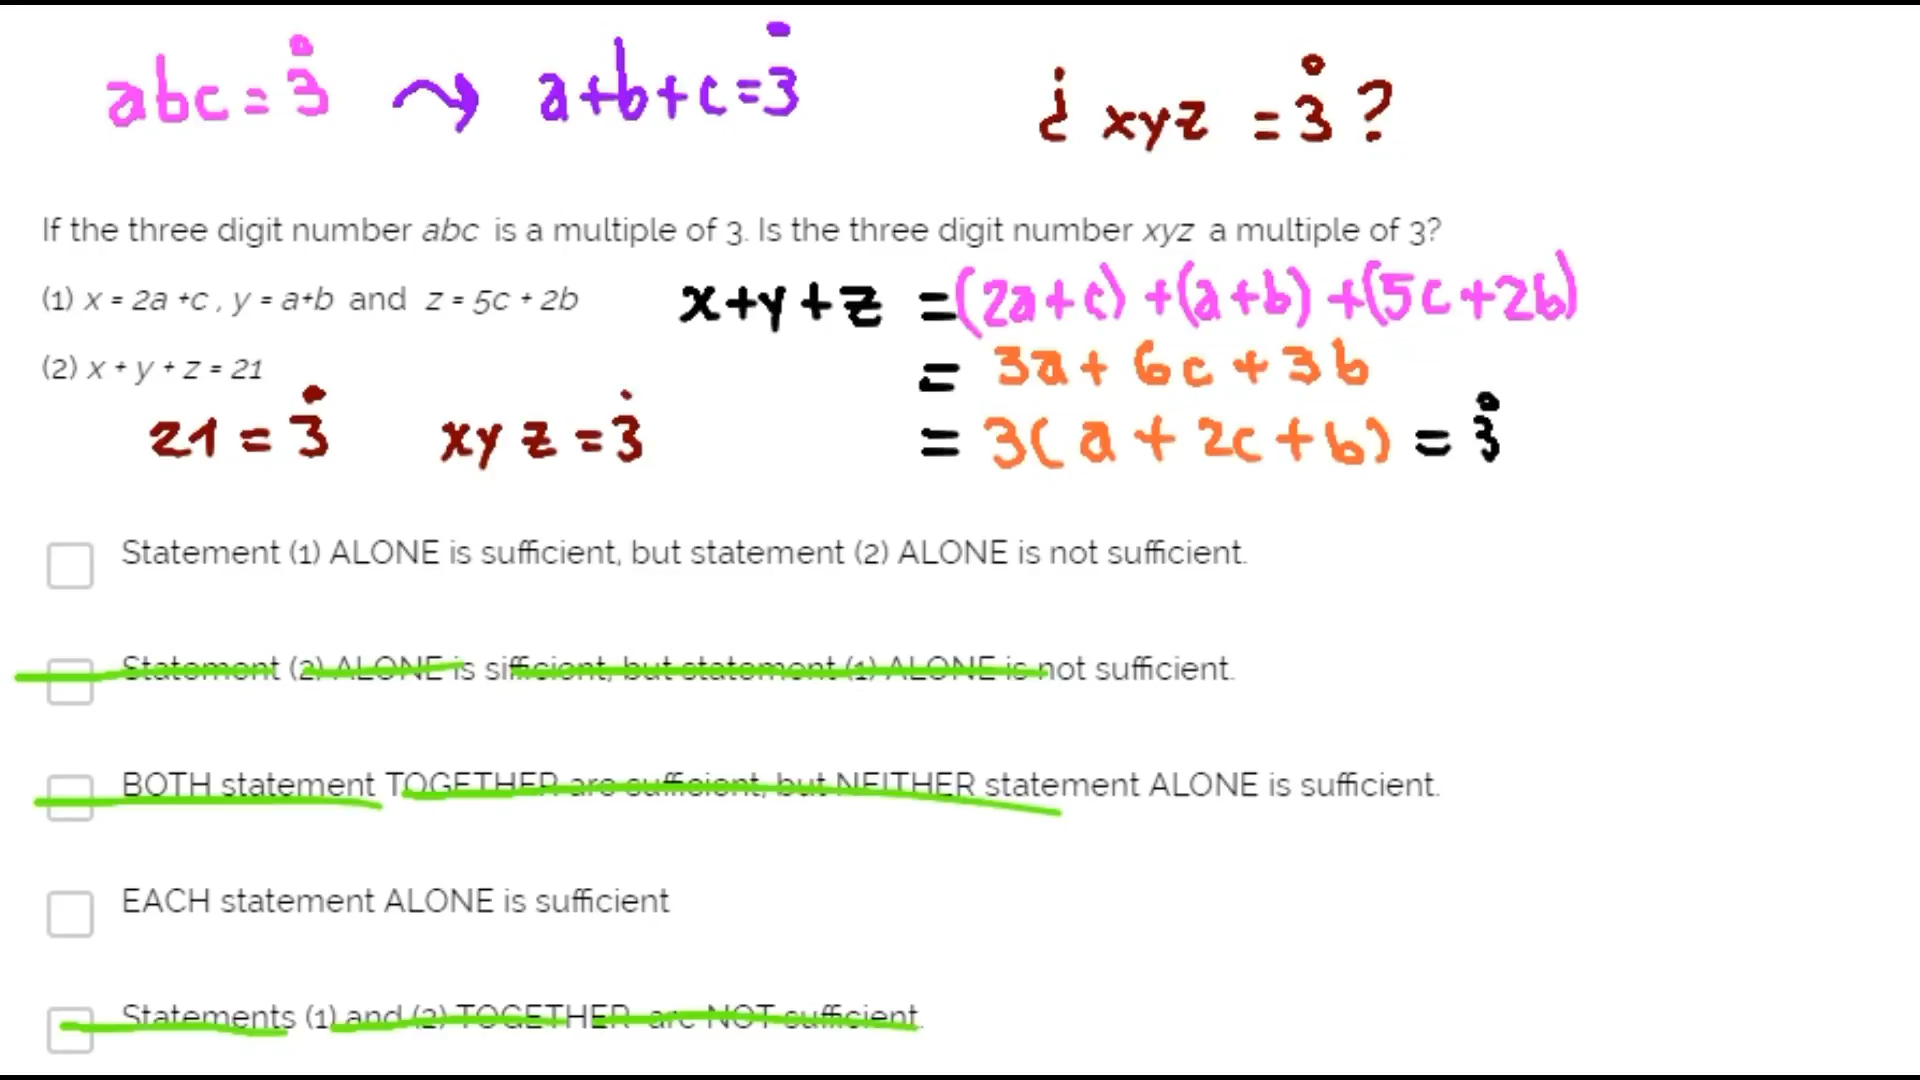 abc = 3̊ ⤳ a+b+c = 3̇
¿ xyz = 3̊ ?
If the three digit number abc is a multiple of 3. Is the three digit number xyz a multiple of 3?
(1) x = 2a +c , y = a+b and z = 5c + 2b
x+y+z = (2a+c) +(a+b) +(5c+2b)
(2) x + y + z = 21
= 3a + 6c + 3b
21 = 3̇ xyz = 3̇
= 3( a + 2c + b) = 3̊
Statement (1) ALONE is sufficient, but statement (2) ALONE is not sufficient.
Statement (2) ALONE is sifficient, but statement (1) ALONE is not sufficient.
BOTH statement TOGETHER are sufficient, but NEITHER statement ALONE is sufficient.
EACH statement ALONE is sufficient
Statements (1) and (2) TOGETHER are NOT sufficient.